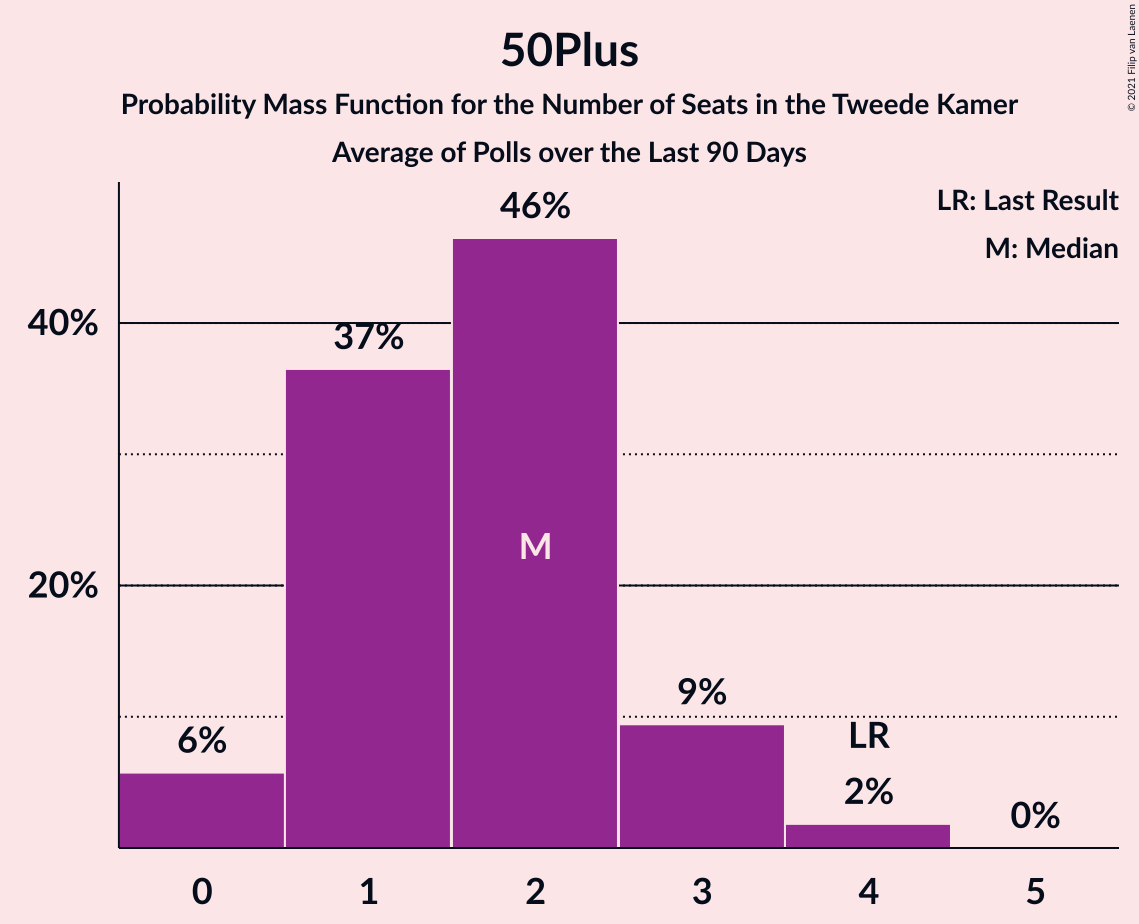 50Plus
Probability Mass Function for the Number of Seats in the Tweede Kamer
Average of Polls over the Last 90 Days
© 2021 Filip van Laenen
LR: Last Result
M: Median
46%
40%
37%
M
20%
9%
6%
LR
2%
0%
0 1 2 3 4 5